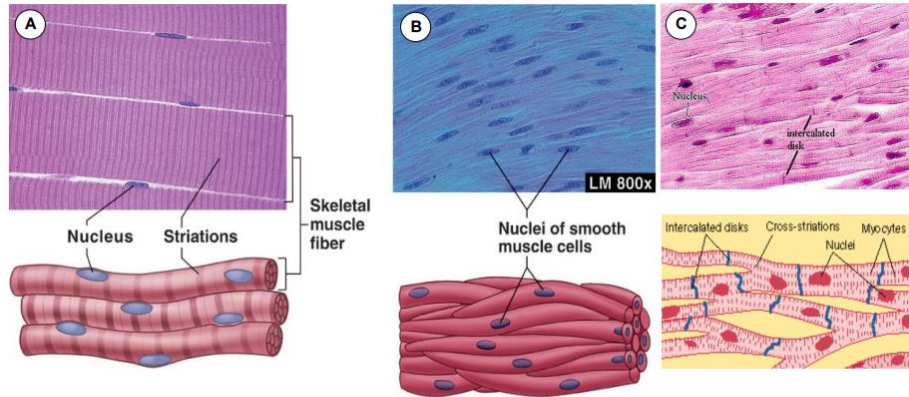 A
Nucleus
Striations
Skeletal
muscle
fiber
B
LM 800x
Nuclei of smooth
muscle cells
C
Nucleus
intercalated
disk
Intercalated disks
Cross-striations
Nuclei
Myocytes